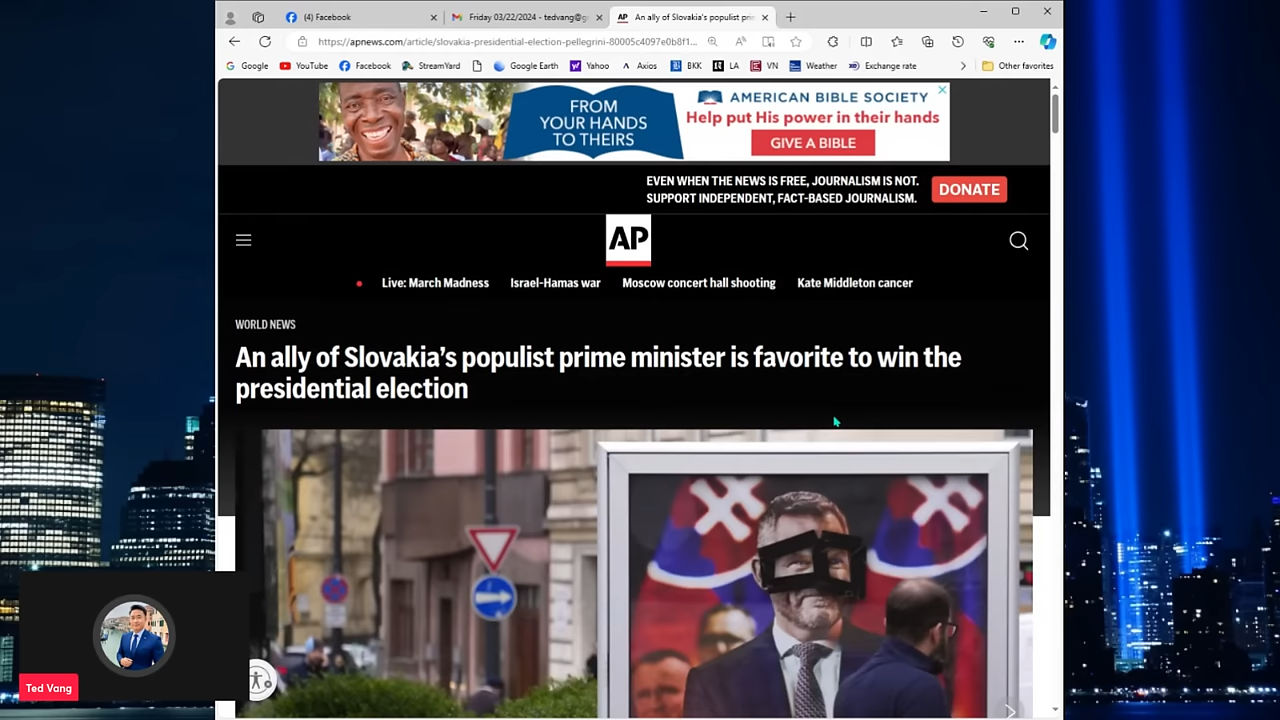 (4) Facebook
Friday 03/22/2024 - tedvang@g
AP An ally of Slovakia's populist pri
https://apnews.com/article/slovakia-presidential-election-pellegrini-80005c4097e0b8f1...
Google YouTube Facebook StreamYard Google Earth Yahoo Axios BKK LA VN Weather Exchange rate Other favorites
FROM
YOUR HANDS
TO THEIRS
AMERICAN BIBLE SOCIETY
Help put His power in their hands
GIVE A BIBLE
EVEN WHEN THE NEWS IS FREE, JOURNALISM IS NOT.
SUPPORT INDEPENDENT, FACT-BASED JOURNALISM.
DONATE
AP
Live: March Madness Israel-Hamas war Moscow concert hall shooting Kate Middleton cancer
WORLD NEWS
An ally of Slovakia's populist prime minister is favorite to win the
presidential election
Ted Vang